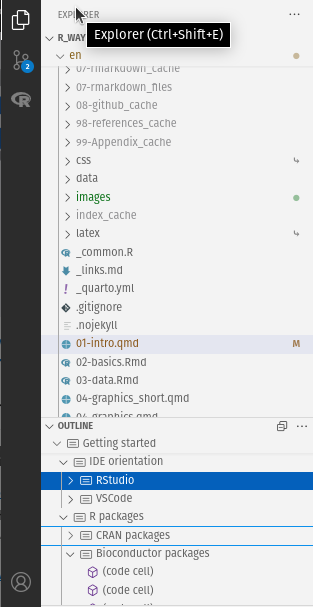 EXPLORER
Explorer (Ctrl+Shift+E)
R_WAY
en
07-rmarkdown_cache
07-rmarkdown_files
08-github_cache
98-references_cache
99-Appendix_cache
css
data
images
index_cache
latex
_common.R
_links.md
_quarto.yml
.gitignore
.nojekyll
01-intro.qmd M
02-basics.Rmd
03-data.Rmd
04-graphics_short.qmd
04-graphics.qmd
OUTLINE
Getting started
IDE orientation
RStudio
VSCode
R packages
CRAN packages
Bioconductor packages
(code cell)
(code cell)
2